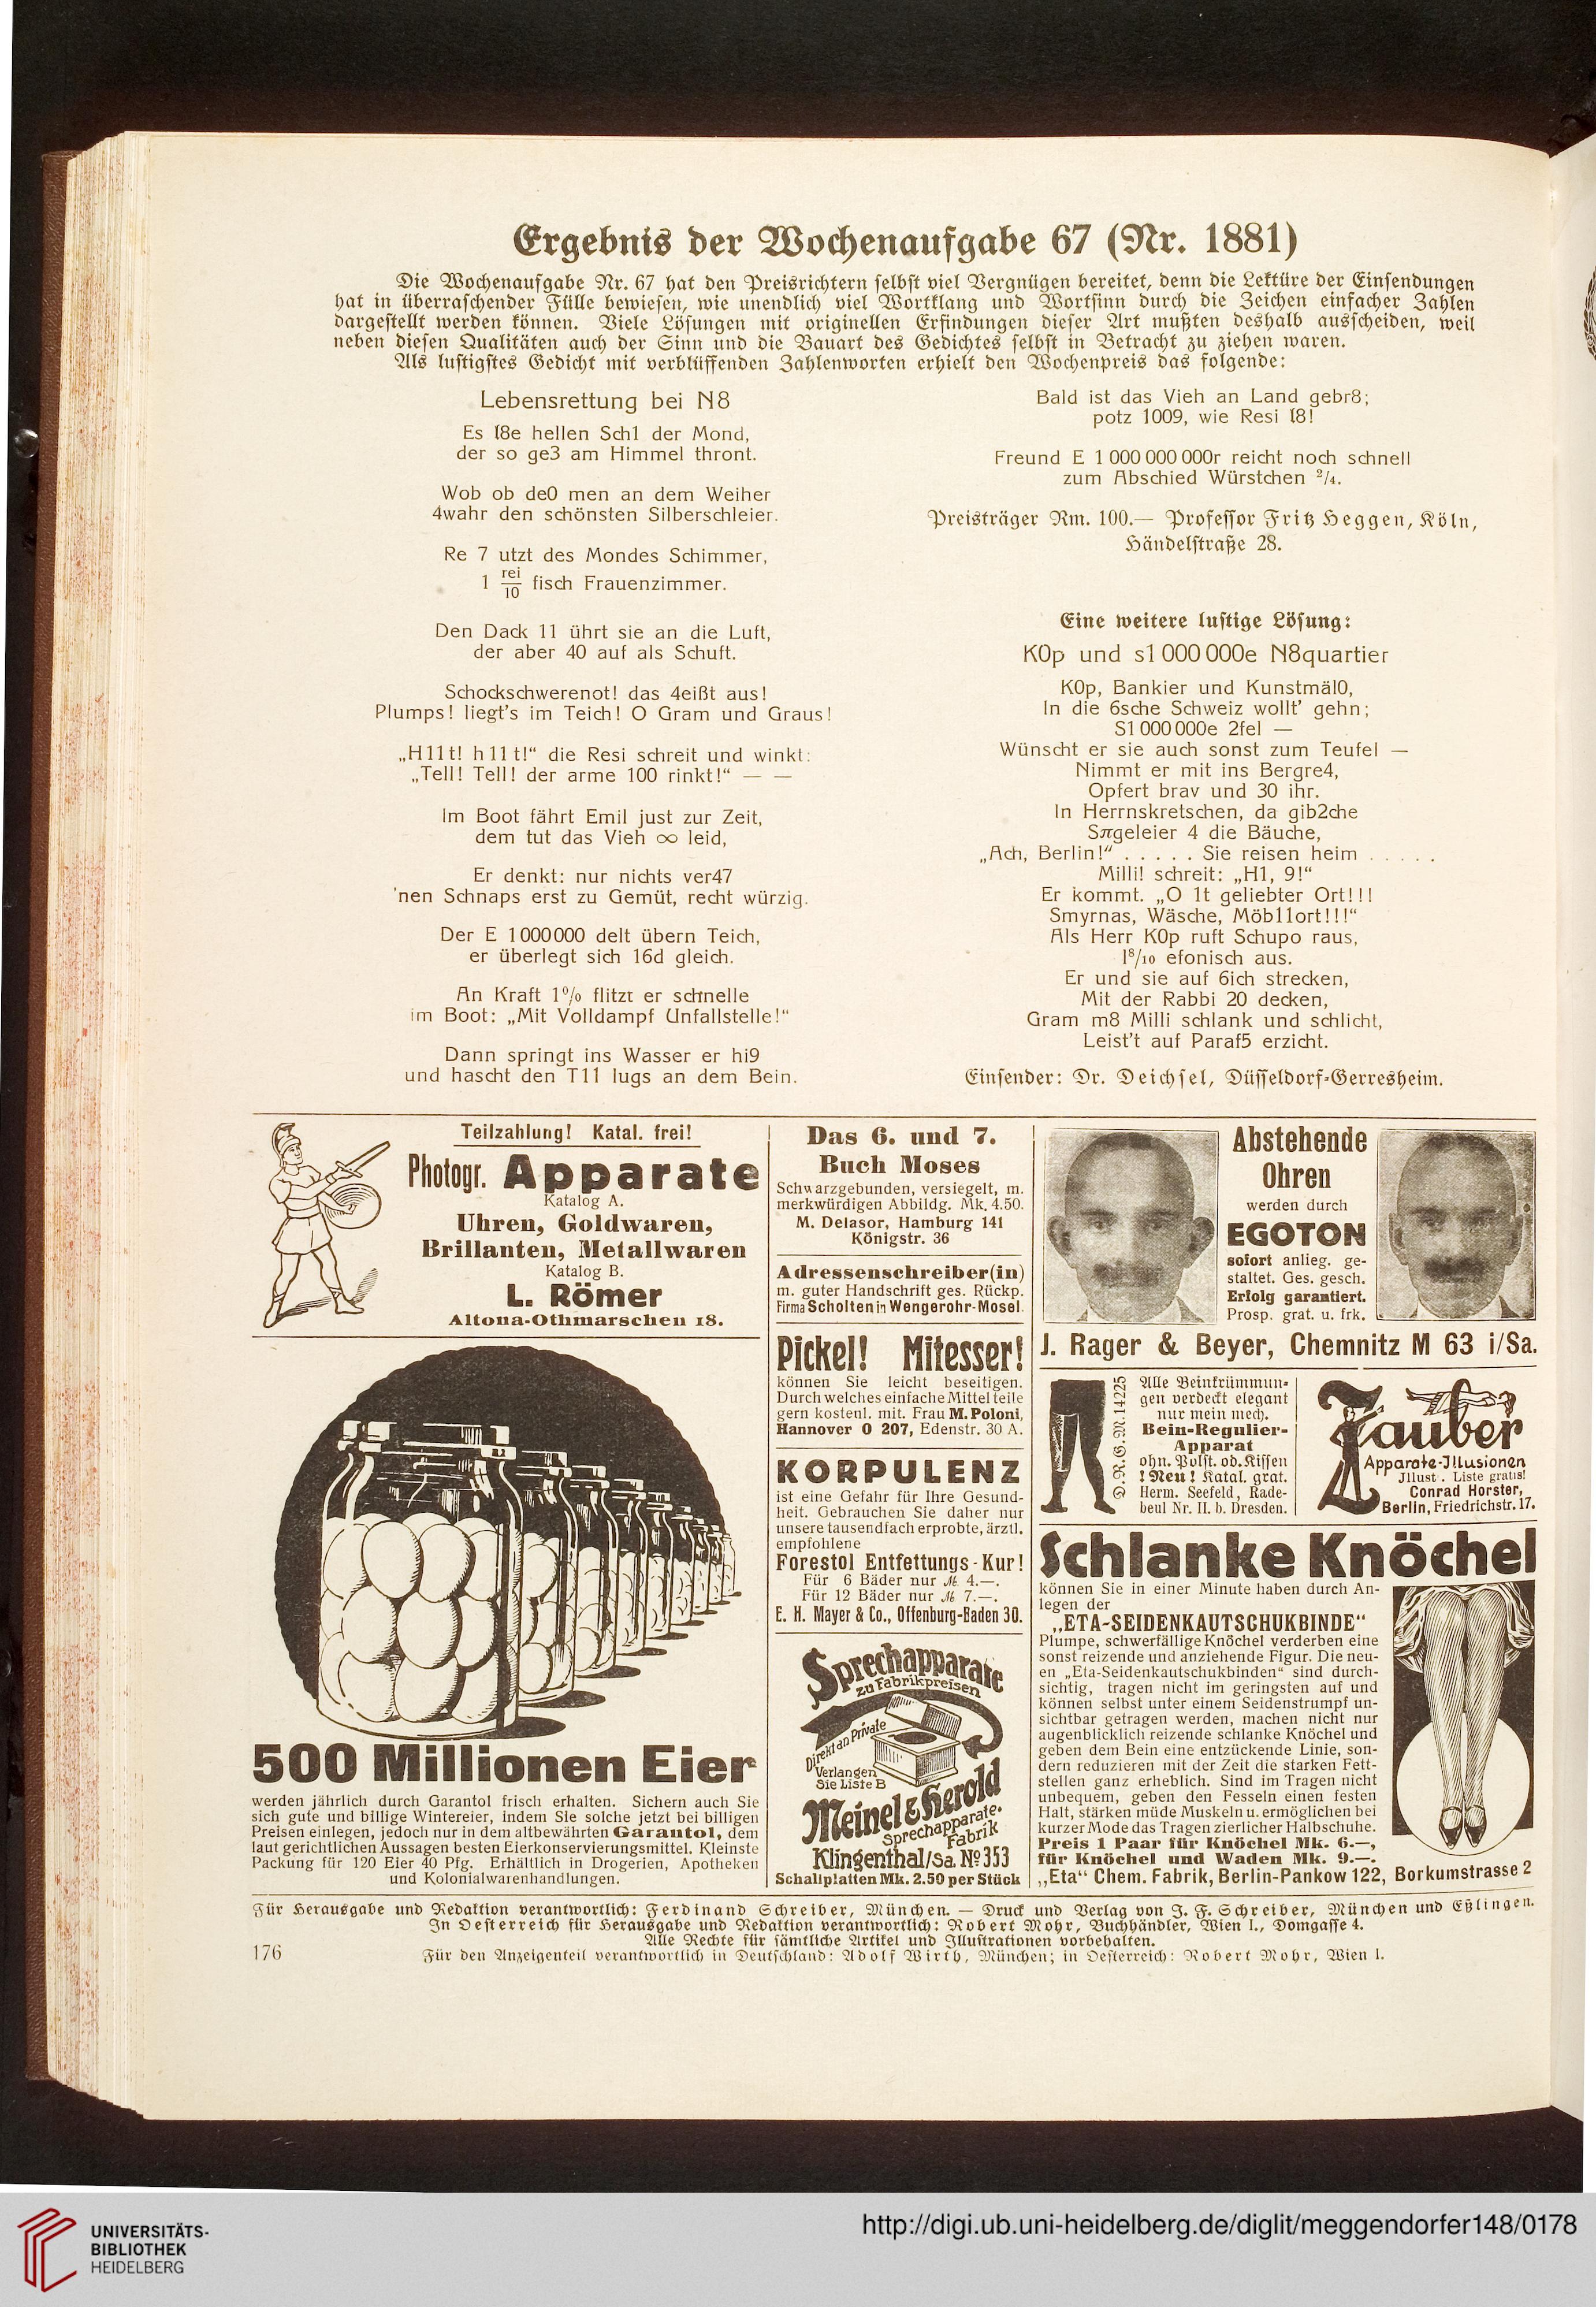 Ergebnis der Wochenaufgabe 67 (Nr. 1881)
Die Wochenaufgabe Nr. 67 hat den Preisrichtern selbst viel Vergnügen bereitet, denn die Lektüre der Einsendungen
hat in überraschender Fülle bewiesen, wie unendlich viel Wortklang und Wortsinn durch die Zeichen einfacher Zahlen
dargestellt werden können. Viele Lösungen mit originellen Erfindungen dieser Art mußten deshalb ausscheiden, weil
neben diesen Qualitäten auch der Sinn und die Bauart des Gedichtes selbst in Betracht zu ziehen waren.
Als lustigstes Gedicht mit verblüffenden Zahlenworten erhielt den Wochenpreis das folgende:
Lebensrettung bei N8
Es l8e hellen Sch1 der Mond,
der so ge3 am Himmel thront.
Wob ob de0 men an dem Weiher
4wahr den schönsten Silberschleier.
Re 7 utzt des Mondes Schimmer,
1 rei/10 fisch Frauenzimmer.
Den Dack 11 ührt sie an die Luft,
der aber 40 auf als Schuft.
Schockschwerenot! das 4eißt aus!
Plumps! liegt's im Teich! O Gram und Graus!
„H11t! h11t!“ die Resi schreit und winkt:
„Tell! Tell! der arme 100 rinkt!“ — —
Im Boot fährt Emil just zur Zeit,
dem tut das Vieh ∞ leid,
Er denkt: nur nichts ver47
'nen Schnaps erst zu Gemüt, recht würzig.
Der E 1000000 delt übern Teich,
er überlegt sich 16d gleich.
An Kraft 1% flitzt er schnelle
im Boot: „Mit Volldampf Unfallstelle!“
Dann springt ins Wasser er hi9
und hascht den T11 lugs an dem Bein.
Bald ist das Vieh an Land gebr8;
potz 1009, wie Resi l8!
Freund E 1 000 000 000r reicht noch schnell
zum Abschied Würstchen 2/4.
Preisträger Rm. 100.— Professor Fritz Heggen, Köln,
Händelstraße 28.
Eine weitere lustige Lösung:
K0p und s1 000 000e N8quartier
K0p, Bankier und Kunstmäl0,
In die 6sche Schweiz wollt' gehn;
S1 000 000e 2fel —
Wünscht er sie auch sonst zum Teufel —
Nimmt er mit ins Bergre4,
Opfert brav und 30 ihr.
In Herrnskretschen, da gib2che
Sπgeleier 4 die Bäuche,
„Ach, Berlin!“ . . . . . Sie reisen heim . . . . .
Milli! schreit: „H1, 9!“
Er kommt. „O 1t geliebter Ort!!!
Smyrnas, Wäsche, Möb11ort!!!“
Als Herr K0p ruft Schupo raus,
l8/10 efonisch aus.
Er und sie auf 6ich strecken,
Mit der Rabbi 20 decken,
Gram m8 Milli schlank und schlicht,
Leist't auf Paraf5 erzicht.
Einsender: Dr. Deichsel, Düsseldorf-Gerresheim.
Teilzahlung! Katal. frei!
Photogr. Apparate
Katalog A.
Uhren, Goldwaren,
Brillanten, Metallwaren
Katalog B.
L. Römer
Altona-Othmarschen 18.
500 Millionen Eier
werden jährlich durch Garantol frisch erhalten. Sichern auch Sie
sich gute und billige Wintereier, indem Sie solche jetzt bei billigen
Preisen einlegen, jedoch nur in dem altbewährten Garantol, dem
laut gerichtlichen Aussagen besten Eierkonservierungsmittel. Kleinste
Packung für 120 Eier 40 Pfg. Erhältlich in Drogerien, Apotheken
und Kolonialwarenhandlungen.
Das 6. und 7.
Buch Moses
Schwarzgebunden, versiegelt, m.
merkwürdigen Abbildg. Mk. 4.50.
M. Delasor, Hamburg 141
Königstr. 36
Adressenschreiber(in)
m. guter Handschrift ges. Rückp.
Firma Scholten in Wengerohr-Mosel.
Pickel! Mitesser!
können Sie leicht beseitigen.
Durch welches einfache Mittel teile
gern kostenl. mit. Frau M. Poloni,
Hannover O 207, Edenstr. 30 A.
KORPULENZ
ist eine Gefahr für Ihre Gesund-
heit. Gebrauchen Sie daher nur
unsere tausendfach erprobte, ärztl.
empfohlene
Forestol Entfettungs-Kur!
Für 6 Bäder nur ℳ 4.—.
Für 12 Bäder nur ℳ 7.—.
E. H. Mayer & Co., Offenburg-Baden 30.
Sprechapparate
zu Fabrikpreisen
Direkt an Private
Verlangen
Sie Liste B
Meinel & Herold
Sprechapparate-
Fabrik
Klingenthal/Sa. No 353
Schallplatten Mk. 2.50 per Stück
Abstehende
Ohren
werden durch
EGOTON
sofort anlieg. ge-
staltet. Ges. gesch.
Erfolg garantiert.
Prosp. grat. u. frk.
J. Rager & Beyer, Chemnitz M 63 i/Sa.
D.R.G.M. 14225
Alle Beinkrümmun-
gen verdeckt elegant
nur mein mech.
Bein-Regulier-
Apparat
ohn. Polst. od. Kissen
! Neu ! Katal. grat.
Herm. Seefeld, Rade-
beul Nr. II. b. Dresden.
Zauber
Apparate-Illusionen
Illust. Liste gratis!
Conrad Horster,
Berlin, Friedrichstr. 17.
Schlanke Knöchel
können Sie in einer Minute haben durch An-
legen der
„ETA-SEIDENKAUTSCHUKBINDE“
Plumpe, schwerfällige Knöchel verderben eine
sonst reizende und anziehende Figur. Die neu-
en „Eta-Seidenkautschukbinden“ sind durch-
sichtig, tragen nicht im geringsten auf und
können selbst unter einem Seidenstrumpf un-
sichtbar getragen werden, machen nicht nur
augenblicklich reizende schlanke Knöchel und
geben dem Bein eine entzückende Linie, son-
dern reduzieren mit der Zeit die starken Fett-
stellen ganz erheblich. Sind im Tragen nicht
unbequem, geben den Fesseln einen festen
Halt, stärken müde Muskeln u. ermöglichen bei
kurzer Mode das Tragen zierlicher Halbschuhe.
Preis 1 Paar für Knöchel Mk. 6.—,
für Knöchel und Waden Mk. 9.—.
„Eta“ Chem. Fabrik, Berlin-Pankow 122, Borkumstrasse 2
Für Herausgabe und Redaktion verantwortlich: Ferdinand Schreiber, München. — Druck und Verlag von J. F. Schreiber, München und Eßlingen.
In Oesterreich für Herausgabe und Redaktion verantwortlich: Robert Mohr, Buchhändler, Wien I., Domgasse 4.
Alle Rechte für sämtliche Artikel und Illustrationen vorbehalten.
Für den Anzeigenteil verantwortlich in Deutschland: Adolf Wirth, München; in Oesterreich: Robert Mohr, Wien I.
176
UNIVERSITÄTS-
BIBLIOTHEK
HEIDELBERG
http://digi.ub.uni-heidelberg.de/diglit/meggendorfer148/0178